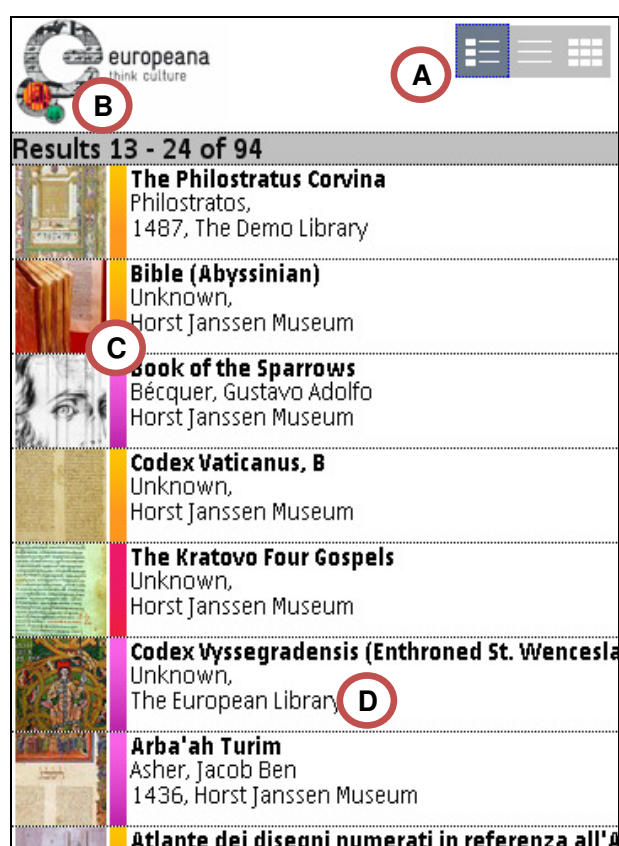 europeana
think culture
A
B
Results 13 - 24 of 94
The Philostratus Corvina
Philostratos,
1487, The Demo Library
Bible (Abyssinian)
Unknown,
Horst Janssen Museum
C
Book of the Sparrows
Bécquer, Gustavo Adolfo
Horst Janssen Museum
Codex Vaticanus, B
Unknown,
Horst Janssen Museum
The Kratovo Four Gospels
Unknown,
Horst Janssen Museum
Codex Vyssegradensis (Enthroned St. Wencesla
Unknown,
The European Library
D
Arba'ah Turim
Asher, Jacob Ben
1436, Horst Janssen Museum
Atlante dei disegni numerati in referenza all'A